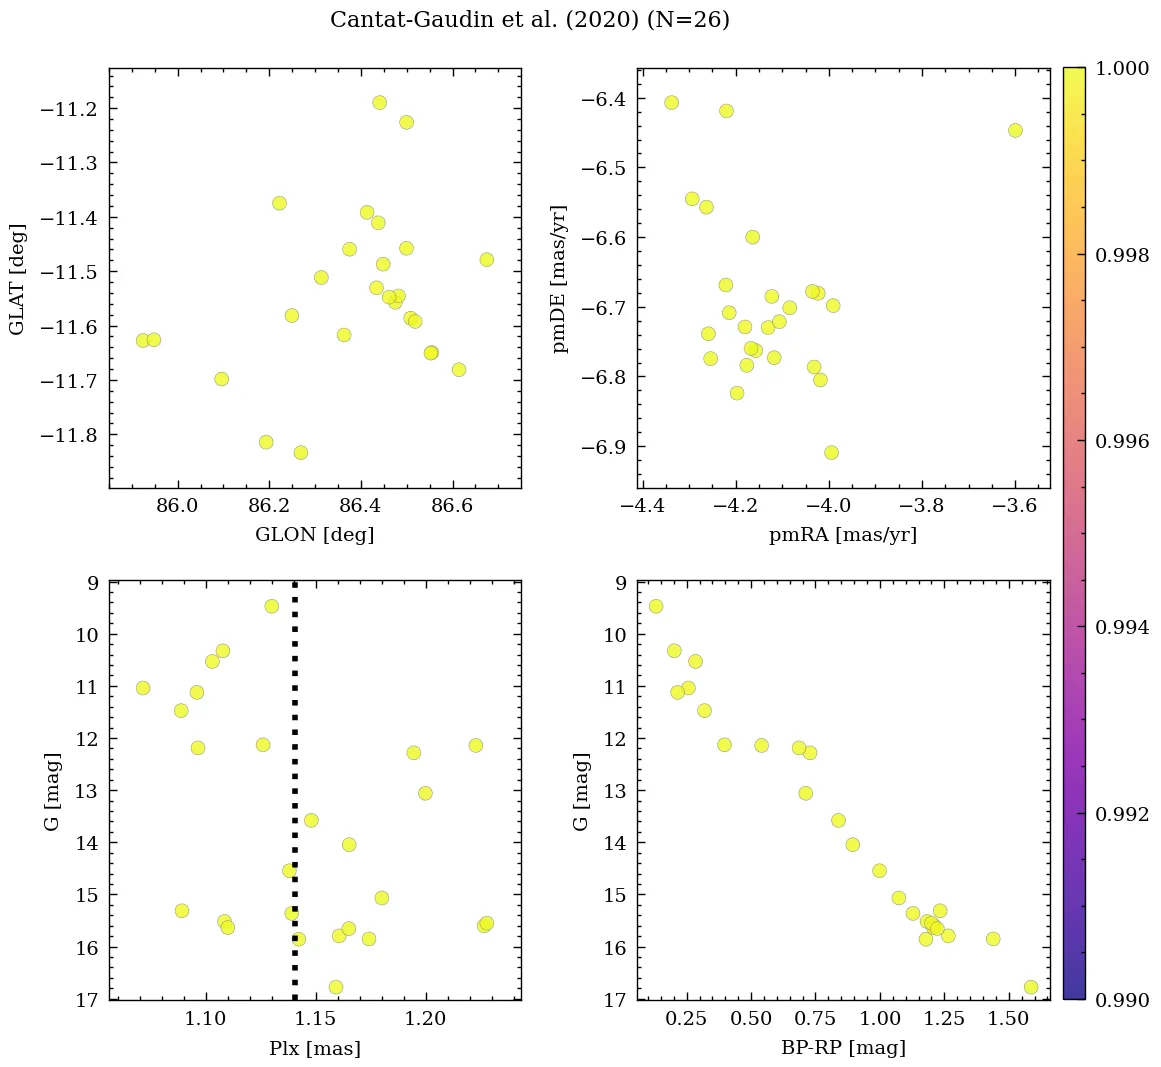 Cantat-Gaudin et al. (2020) (N=26)
−11.2
−11.3
−11.4
−11.5
−11.6
−11.7
−11.8
GLAT [deg]
86.0 86.2 86.4 86.6
GLON [deg]
−6.4
−6.5
−6.6
−6.7
−6.8
−6.9
pmDE [mas/yr]
−4.4 −4.2 −4.0 −3.8 −3.6
pmRA [mas/yr]
1.000
0.998
0.996
0.994
0.992
0.990
9
10
11
12
13
14
15
16
17
G [mag]
1.10 1.15 1.20
Plx [mas]
9
10
11
12
13
14
15
16
17
G [mag]
0.25 0.50 0.75 1.00 1.25 1.50
BP-RP [mag]